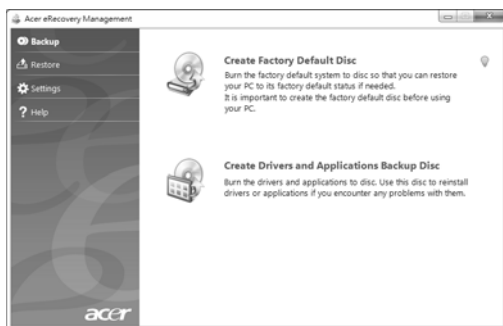 Acer eRecovery Management
Backup
Restore
Settings
? Help
Create Factory Default Disc
Burn the factory default system to disc so that you can restore
your PC to its factory default status if needed.
It is important to create the factory default disc before using
your PC.
Create Drivers and Applications Backup Disc
Burn the drivers and applications to disc. Use this disc to reinstall
drivers or applications if you encounter any problems with them.
acer